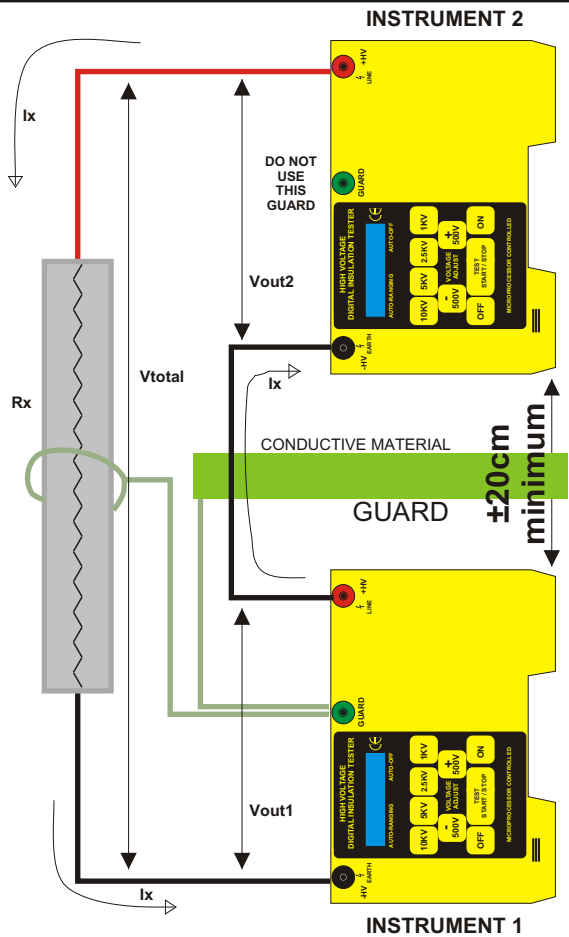 INSTRUMENT 2
Ix
+HV
LINE
DO NOT
USE
THIS
GUARD
GUARD
HIGH VOLTAGE
DIGITAL INSULATION TESTER
AUTO-RANGING
AUTO-OFF
CE
10KV
5KV
2.5KV
1KV
-
500V
VOLTAGE
ADJUST
+
500V
OFF
TEST
START / STOP
ON
MICROPROCESSOR CONTROLLED
Vout2
-HV
EARTH
Vtotal
Ix
Rx
CONDUCTIVE MATERIAL
GUARD
±20cm
minimum
+HV
LINE
GUARD
HIGH VOLTAGE
DIGITAL INSULATION TESTER
AUTO-RANGING
AUTO-OFF
CE
10KV
5KV
2.5KV
1KV
-
500V
VOLTAGE
ADJUST
+
500V
OFF
TEST
START / STOP
ON
MICROPROCESSOR CONTROLLED
Vout1
-HV
EARTH
Ix
INSTRUMENT 1